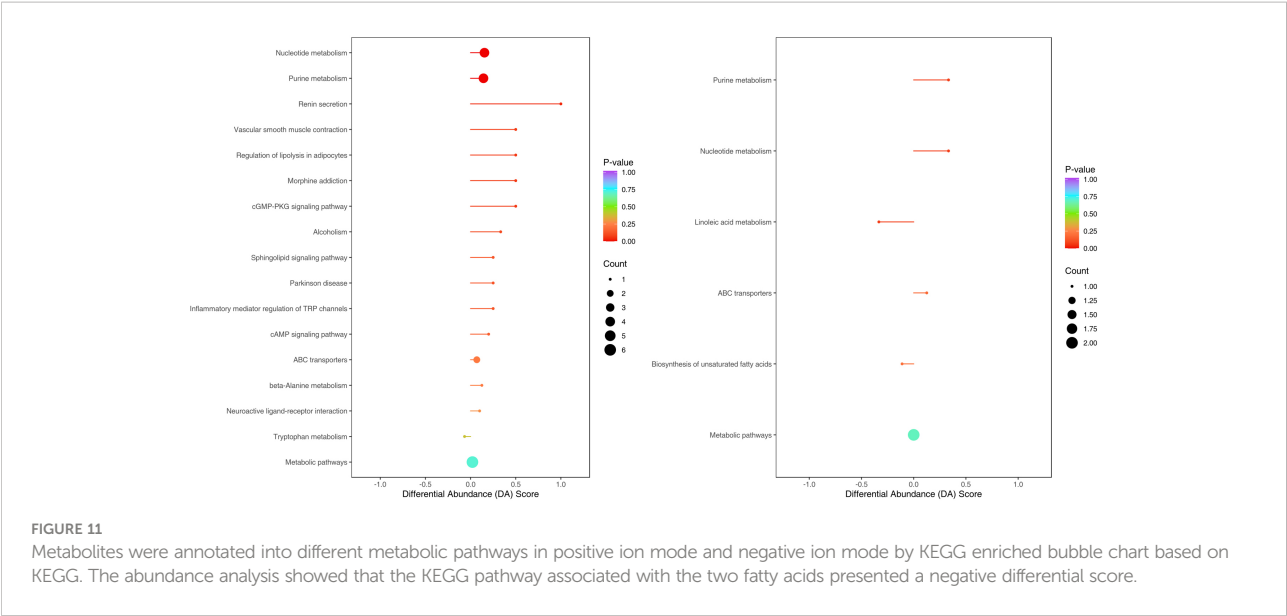 Nucleotide metabolism
Purine metabolism
Renin secretion
Vascular smooth muscle contraction
Regulation of lipolysis in adipocytes
Morphine addiction
cGMP-PKG signaling pathway
Alcoholism
Sphingolipid signaling pathway
Parkinson disease
Inflammatory mediator regulation of TRP channels
cAMP signaling pathway
ABC transporters
beta-Alanine metabolism
Neuroactive ligand-receptor interaction
Tryptophan metabolism
Metabolic pathways
-1.0 -0.5 0.0 0.5 1.0
Differential Abundance (DA) Score
P-value
1.00
0.75
0.50
0.25
0.00
Count
1
2
3
4
5
6
Purine metabolism
Nucleotide metabolism
Linoleic acid metabolism
ABC transporters
Biosynthesis of unsaturated fatty acids
Metabolic pathways
-1.0 -0.5 0.0 0.5 1.0
Differential Abundance (DA) Score
P-value
1.00
0.75
0.50
0.25
0.00
Count
1.00
1.25
1.50
1.75
2.00
FIGURE 11
Metabolites were annotated into different metabolic pathways in positive ion mode and negative ion mode by KEGG enriched bubble chart based on
KEGG. The abundance analysis showed that the KEGG pathway associated with the two fatty acids presented a negative differential score.